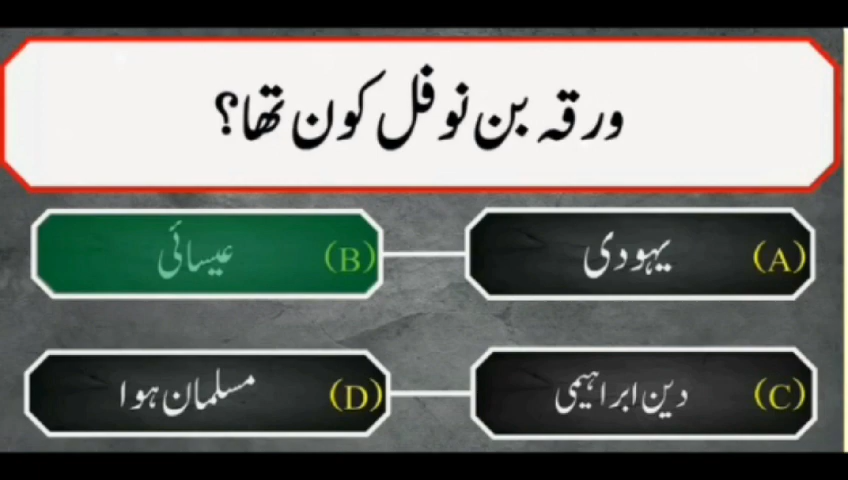 ورقہ بن نوفل کون تھا؟
(A) یہودی
(B) عیسائی
(C) دین ابراہیمی
(D) مسلمان ہوا